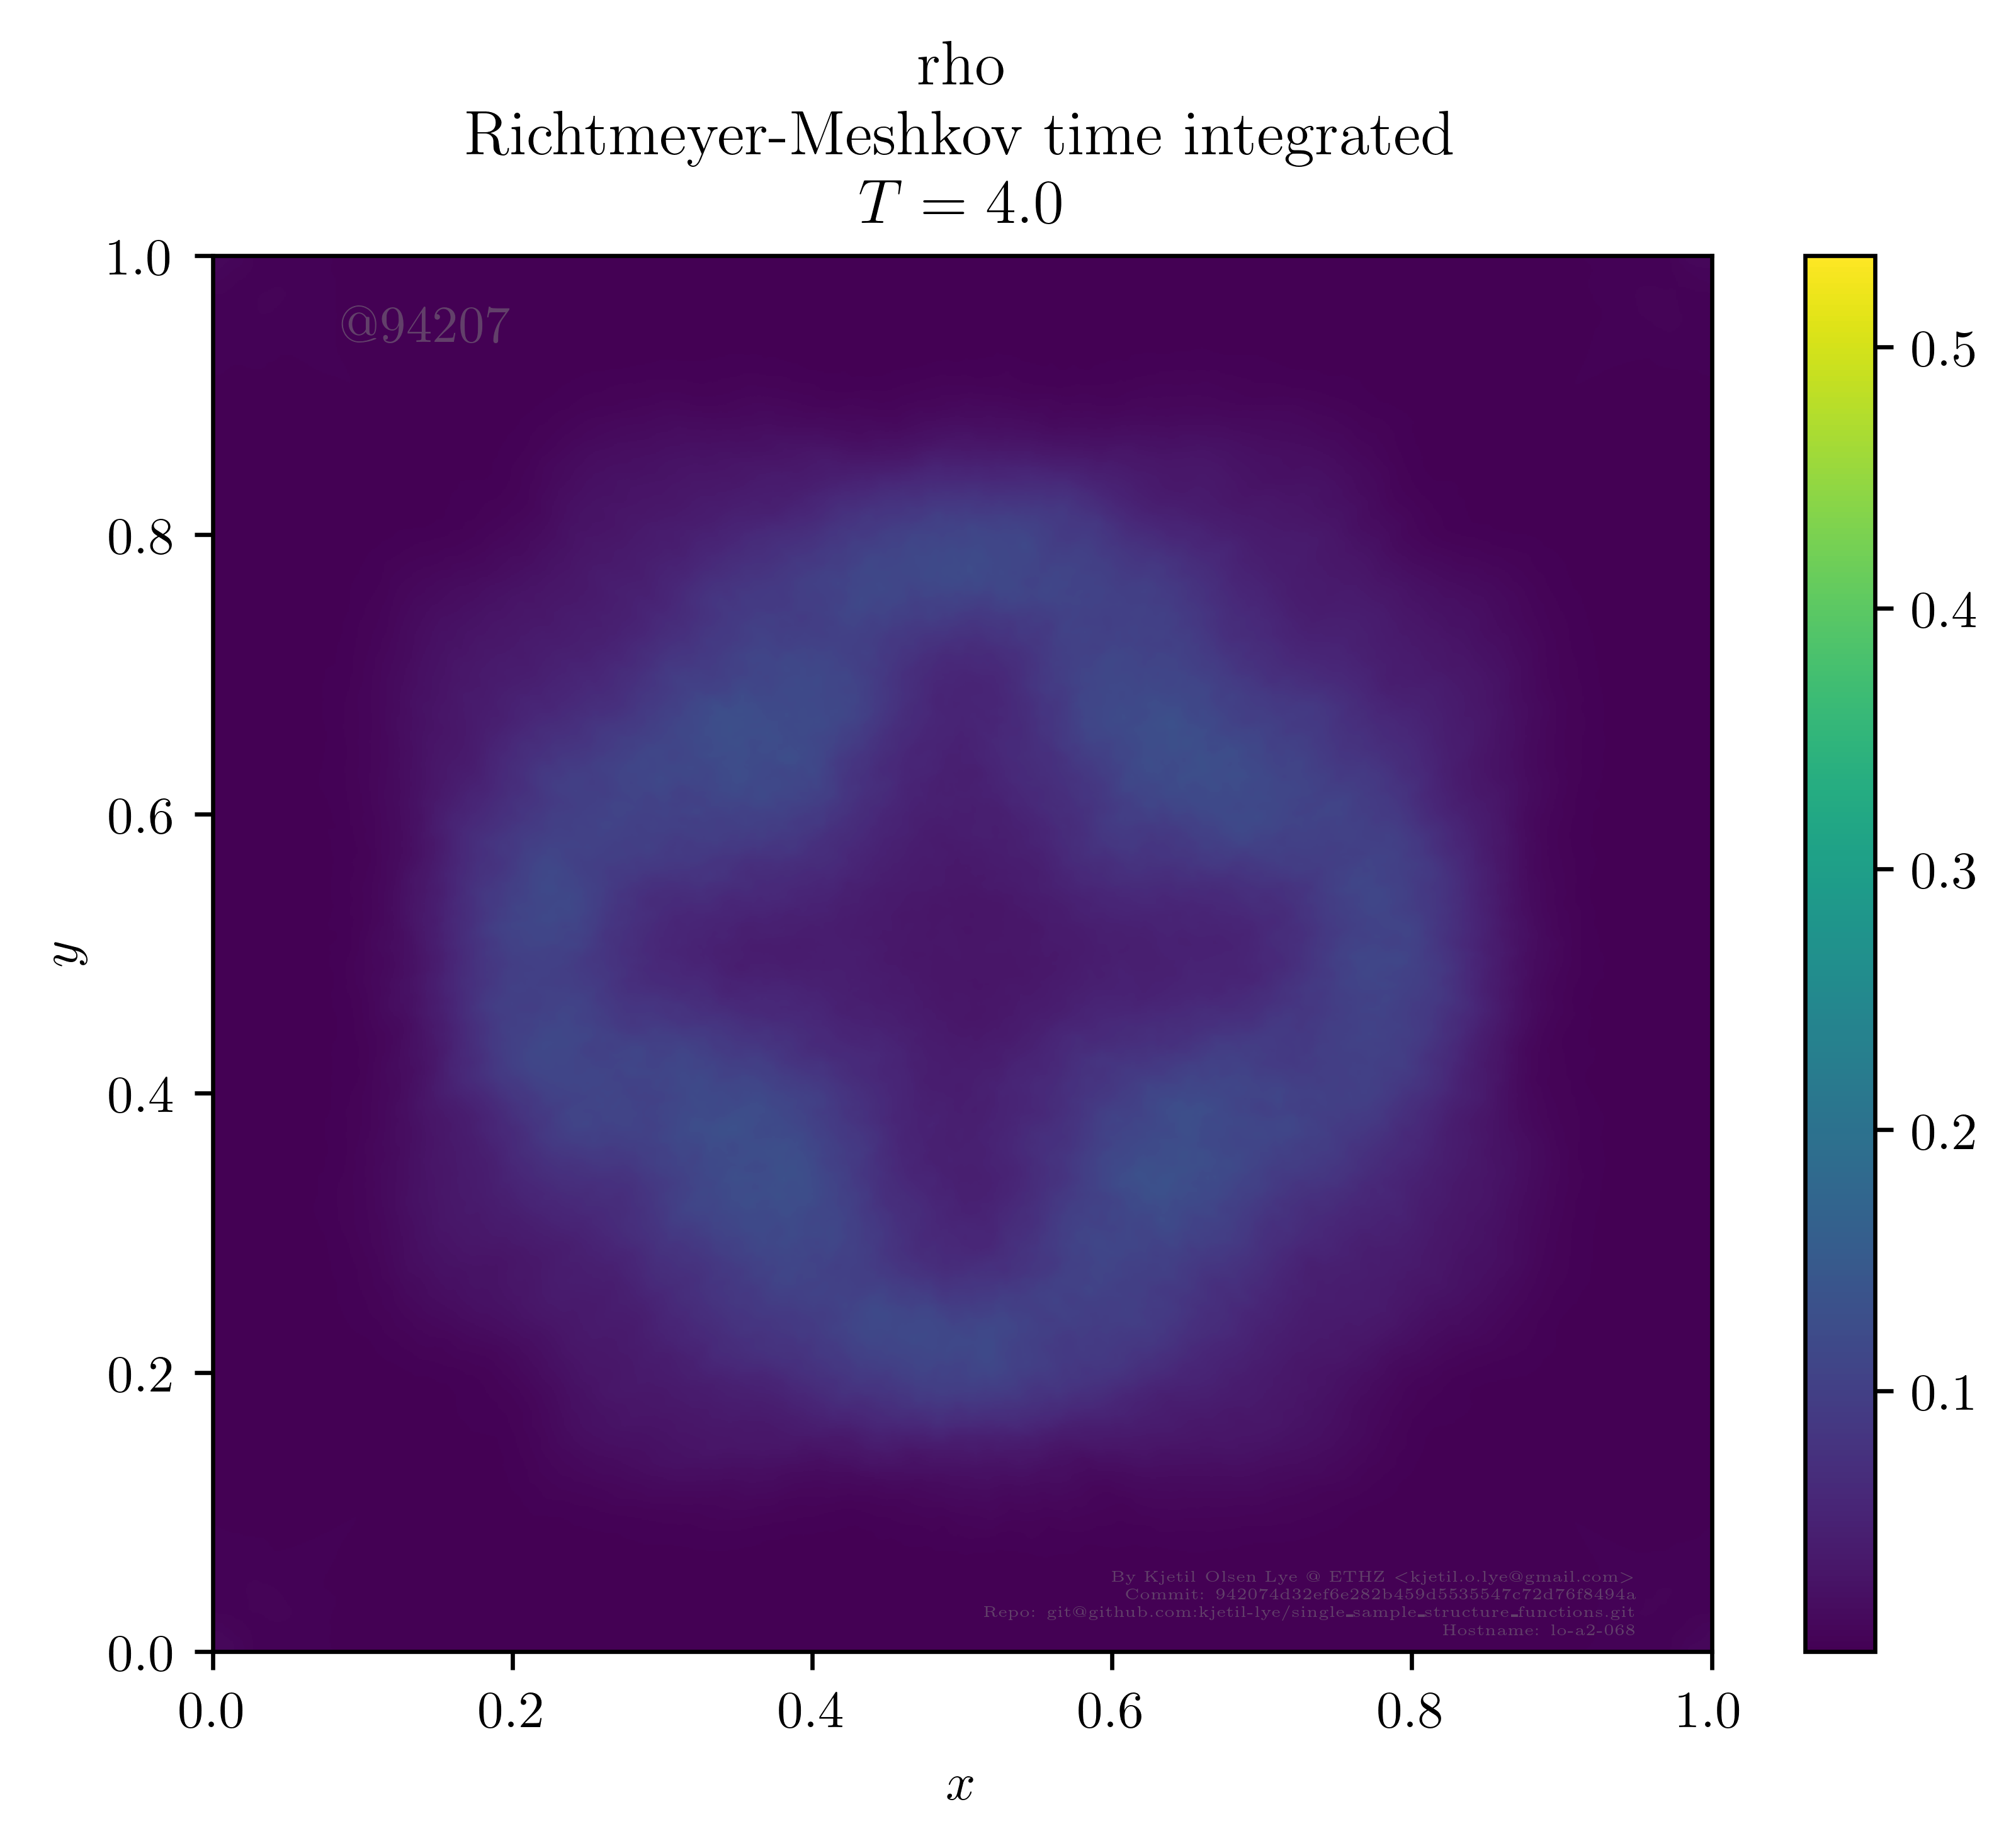 rho
Richtmeyer-Meshkov time integrated
T = 4.0
1.0
@94207
0.5
0.8
0.4
0.6
0.3
y
0.4
0.2
0.2
0.1
By Kjetil Olsen Lye @ ETHZ <kjetil.o.lye@gmail.com>
Commit: 942074d32ef6e282b459d5535547c72d76f8494a
Repo: git@github.com:kjetil-lye/single_sample_structure_functions.git
Hostname: lo-a2-068
0.0
0.0 0.2 0.4 0.6 0.8 1.0
x